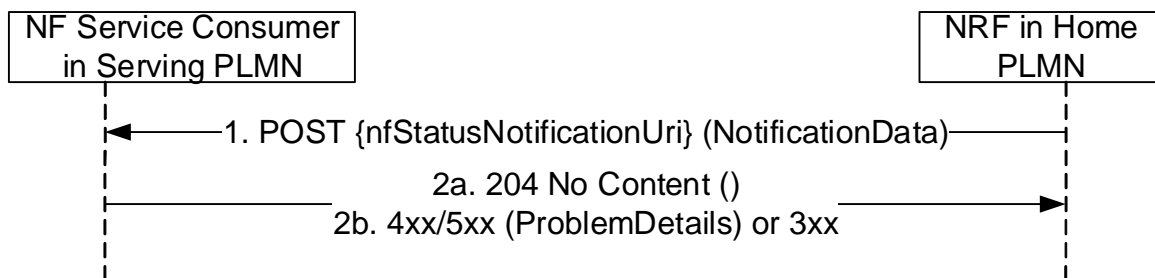 NF Service Consumer
in Serving PLMN
NRF in Home
PLMN
1. POST {nfStatusNotificationUri} (NotificationData)
2a. 204 No Content ()
2b. 4xx/5xx (ProblemDetails) or 3xx